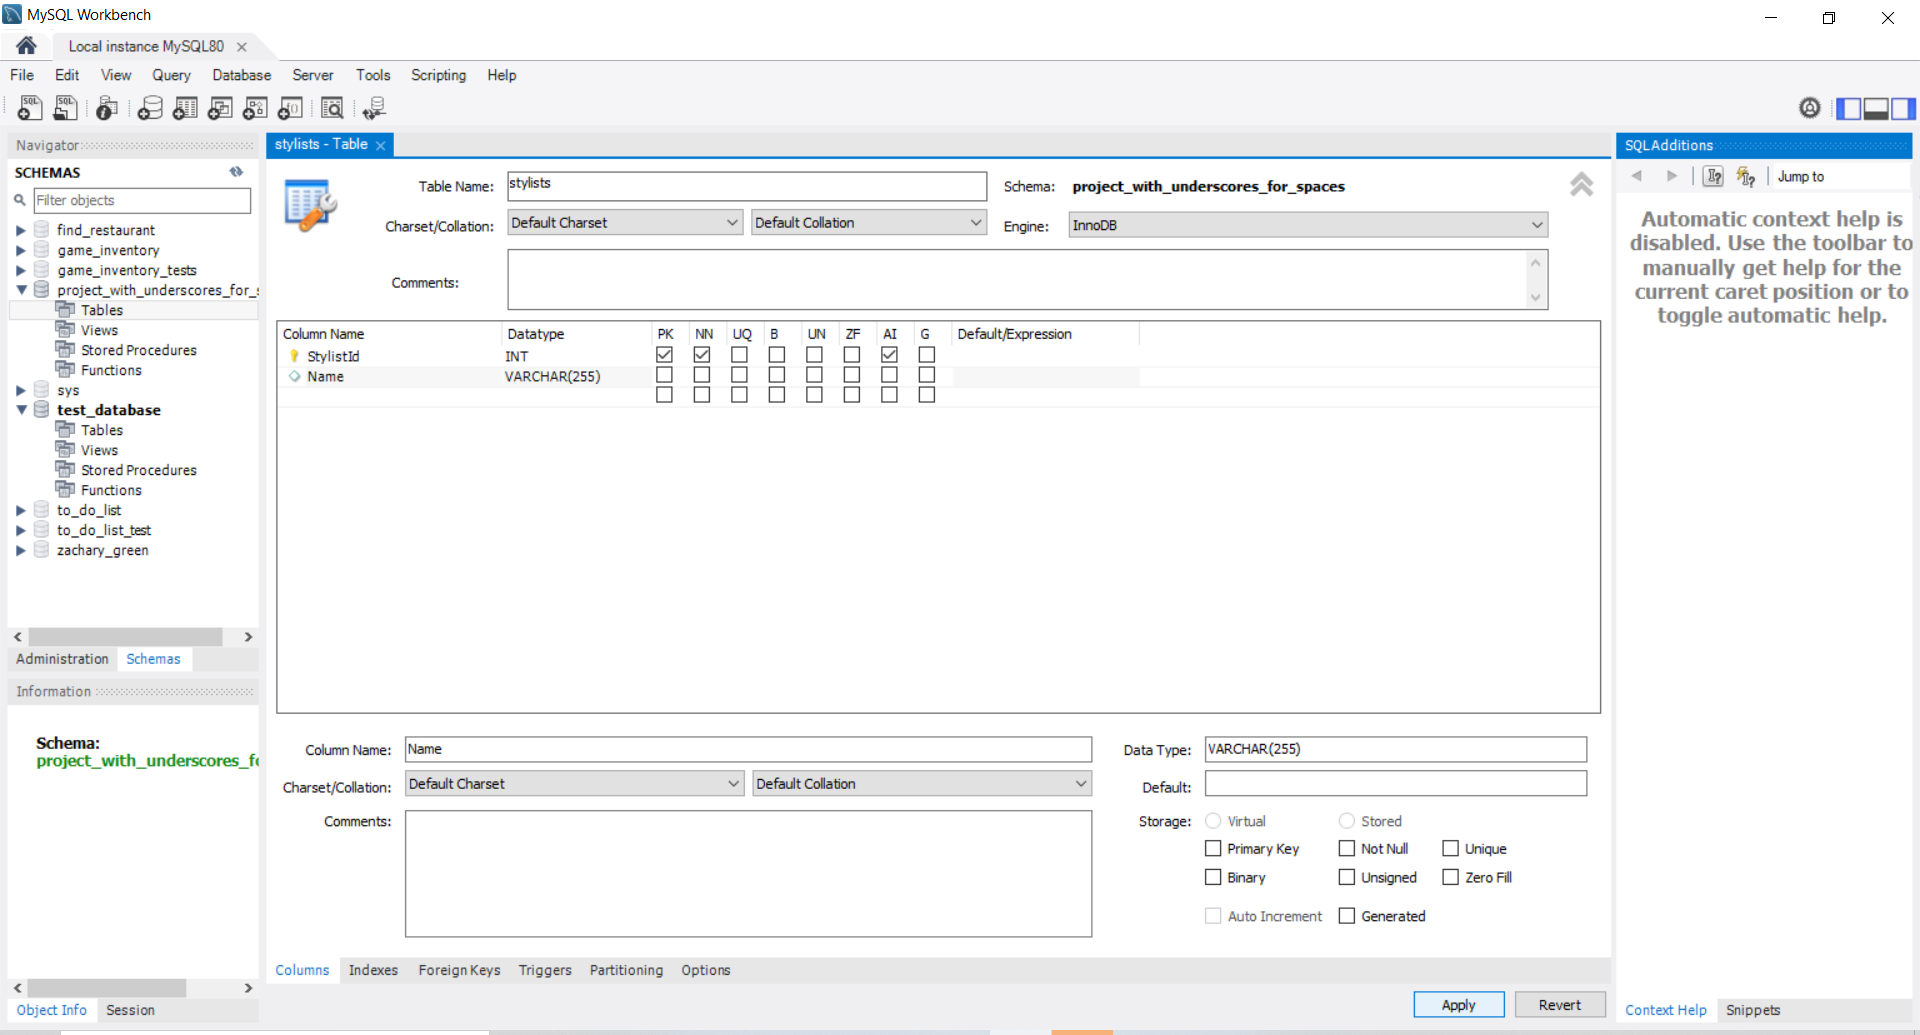 MySQL Workbench
Local instance MySQL80
File Edit View Query Database Server Tools Scripting Help
Navigator
SCHEMAS
Filter objects
find_restaurant
game_inventory
game_inventory_tests
project_with_underscores_for_
Tables
Views
Stored Procedures
Functions
sys
test_database
Tables
Views
Stored Procedures
Functions
to_do_list
to_do_list_test
zachary_green
Administration Schemas
Information
Schema:
project_with_underscores_fo
Object Info Session
stylists - Table
Table Name: stylists Schema: project_with_underscores_for_spaces
Charset/Collation: Default Charset Default Collation Engine: InnoDB
Comments:
Column Name Datatype PK NN UQ B UN ZF AI G Default/Expression
StylistId INT
Name VARCHAR(255)
Column Name: Name Data Type: VARCHAR(255)
Charset/Collation: Default Charset Default Collation Default:
Comments: Storage: Virtual Stored
Primary Key Not Null Unique
Binary Unsigned Zero Fill
Auto Increment Generated
Columns Indexes Foreign Keys Triggers Partitioning Options
Apply Revert
SQLAdditions
Jump to
Automatic context help is
disabled. Use the toolbar to
manually get help for the
current caret position or to
toggle automatic help.
Context Help Snippets